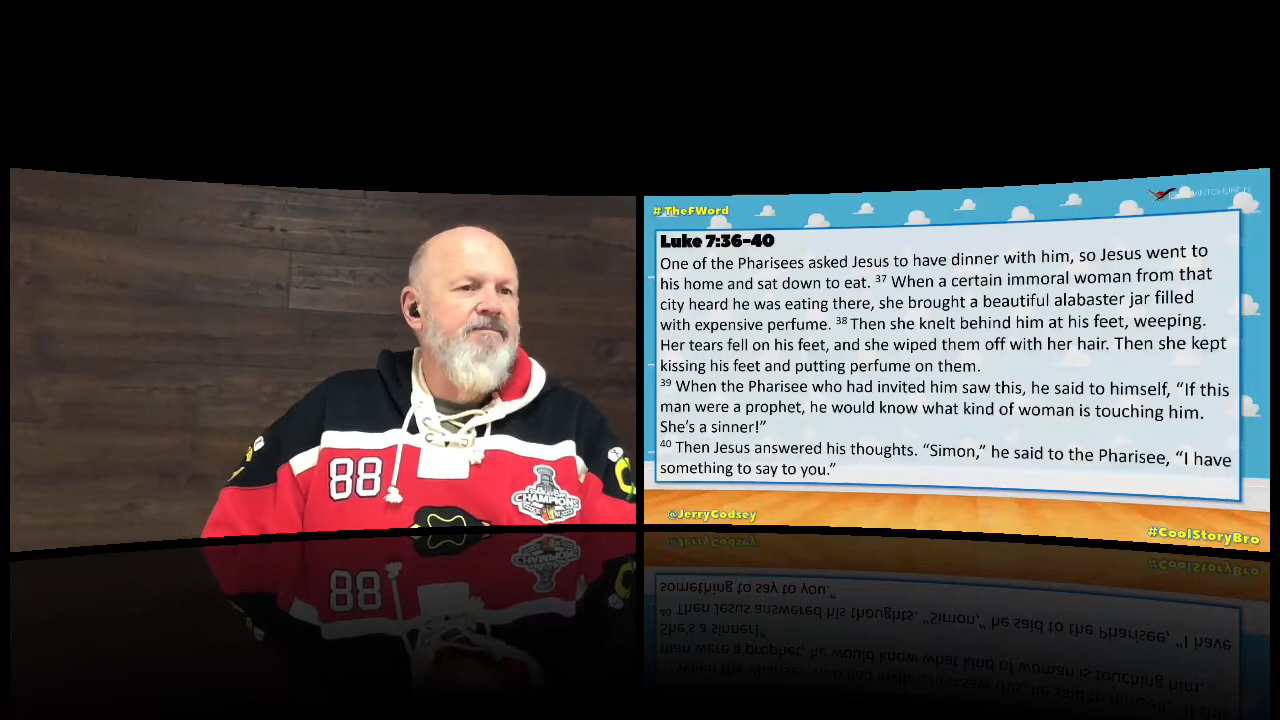 88
CHAMPIONS
# TheFWord
Luke 7:36-40
One of the Pharisees asked Jesus to have dinner with him, so Jesus went to
his home and sat down to eat. 37 When a certain immoral woman from that
city heard he was eating there, she brought a beautiful alabaster jar filled
with expensive perfume. 38 Then she knelt behind him at his feet, weeping.
Her tears fell on his feet, and she wiped them off with her hair. Then she kept
kissing his feet and putting perfume on them.
39 When the Pharisee who had invited him saw this, he said to himself, “If this
man were a prophet, he would know what kind of woman is touching him.
She’s a sinner!”
40 Then Jesus answered his thoughts. “Simon,” he said to the Pharisee, “I have
something to say to you.”
@JerryGodsey
#CoolStoryBro